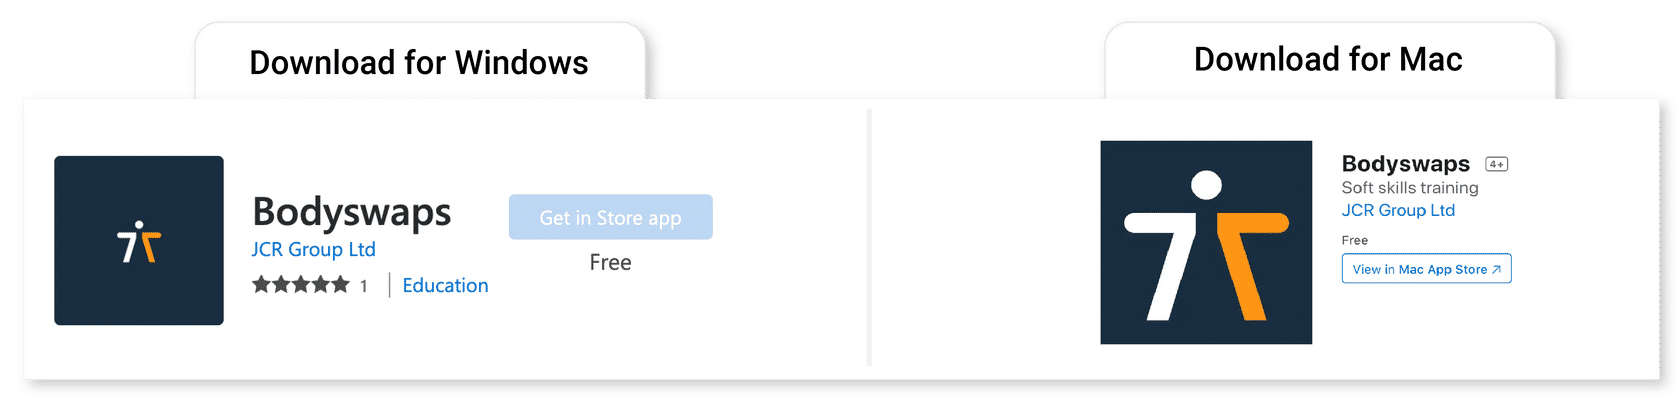 Download for Windows
Bodyswaps
JCR Group Ltd
1
Education
Get in Store app
Free
Download for Mac
Bodyswaps 4+
Soft skills training
JCR Group Ltd
Free
View in Mac App Store